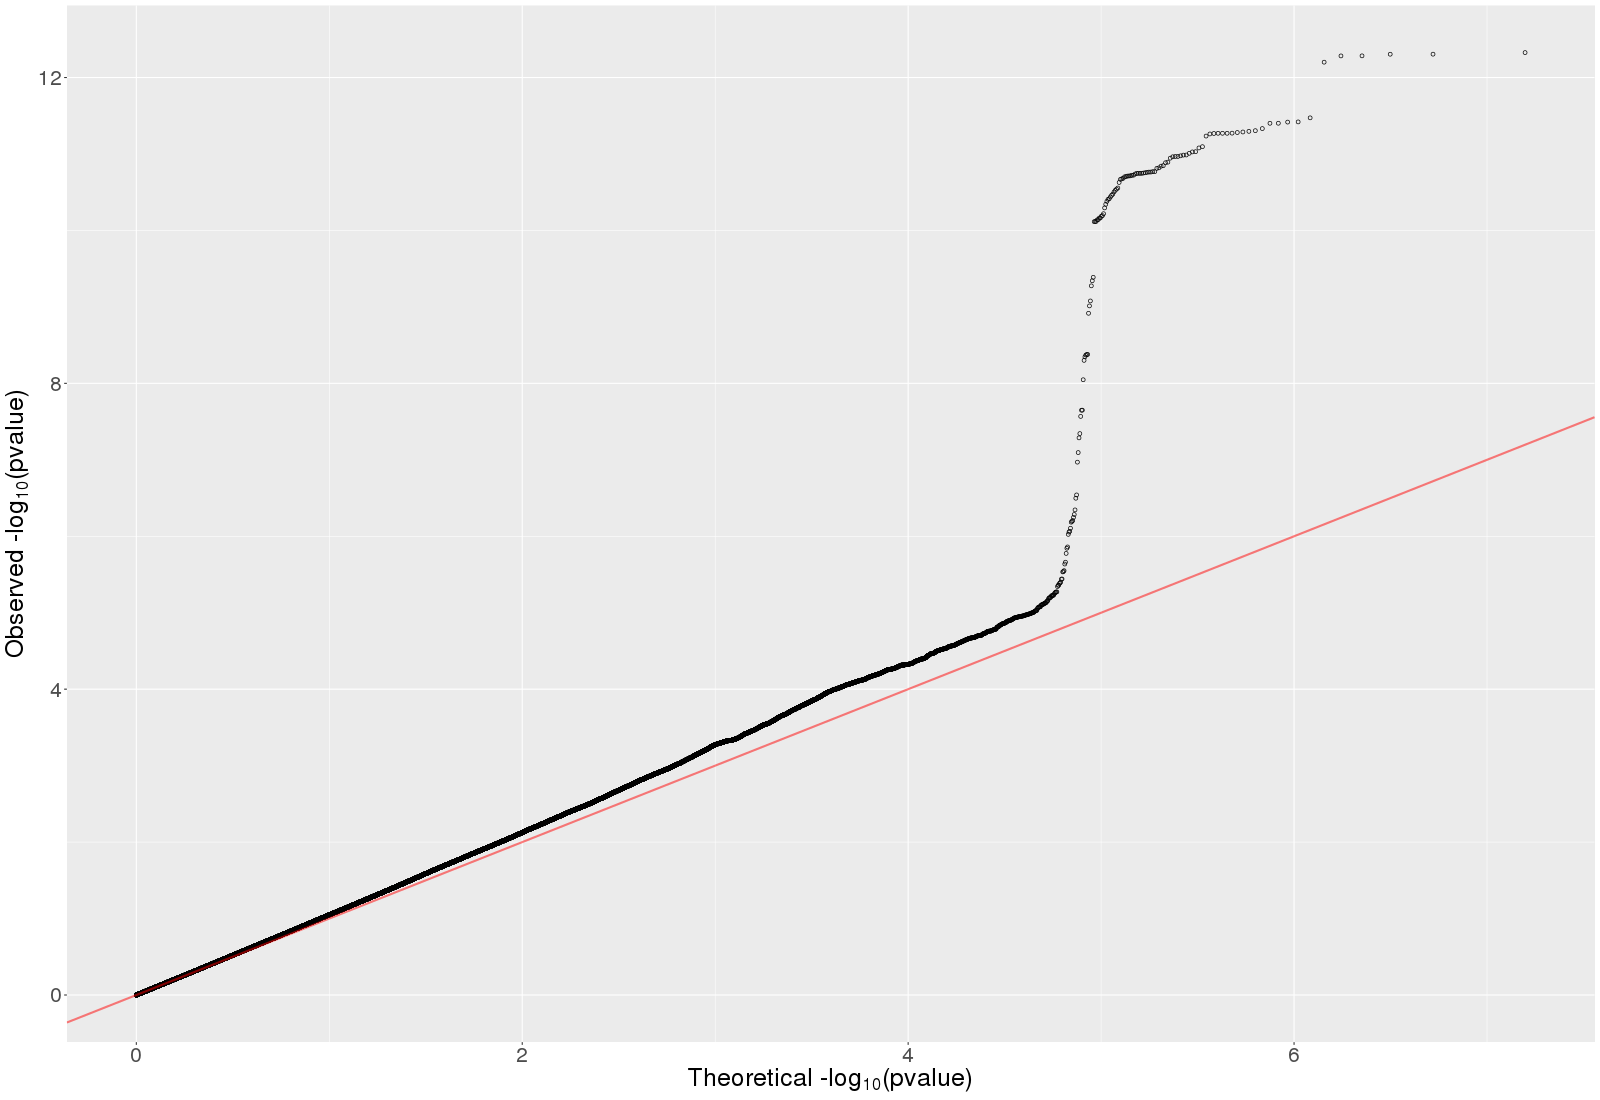 Observed -log₁₀(pvalue)
12
8
4
0
0 2 4 6
Theoretical -log₁₀(pvalue)